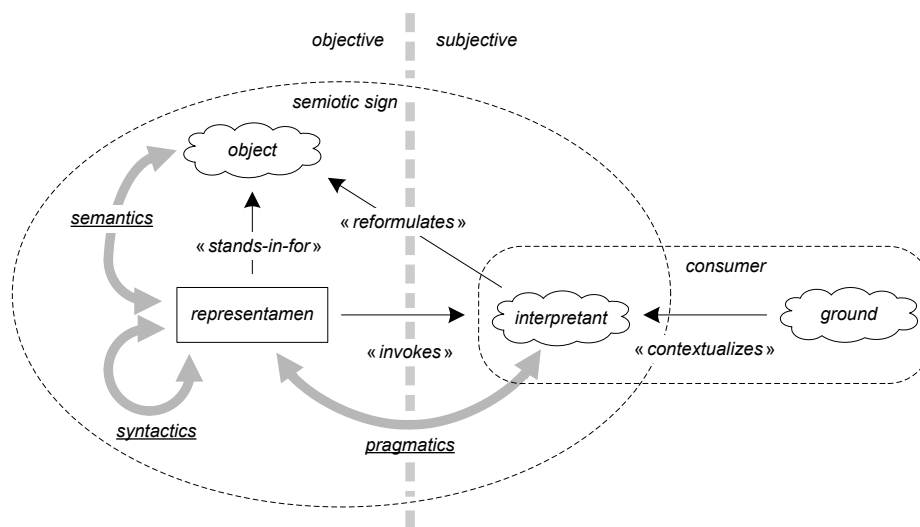 objective
subjective
semiotic sign
object
semantics
« stands-in-for »
« reformulates »
consumer
representamen
interpretant
ground
« invokes »
« contextualizes »
syntactics
pragmatics